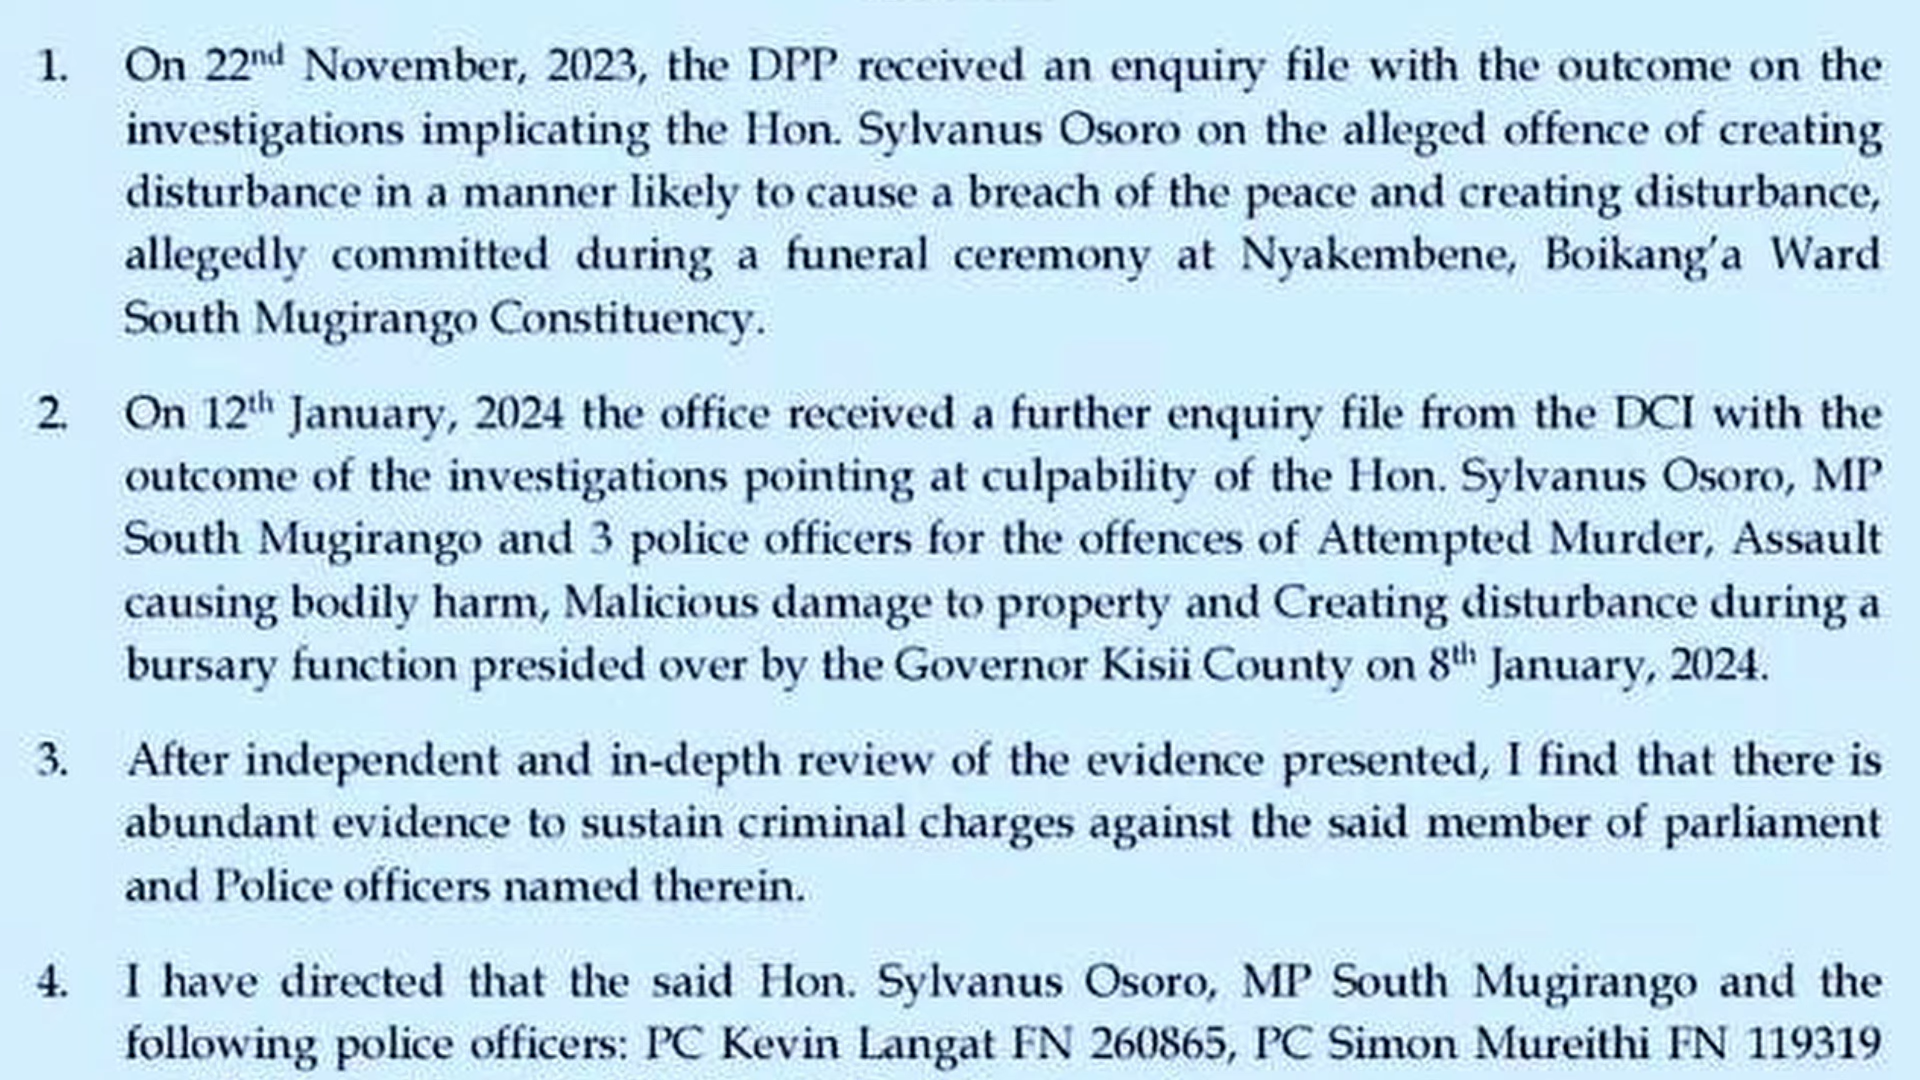 1. On 22nd November, 2023, the DPP received an enquiry file with the outcome on the
investigations implicating the Hon. Sylvanus Osoro on the alleged offence of creating
disturbance in a manner likely to cause a breach of the peace and creating disturbance,
allegedly committed during a funeral ceremony at Nyakembene, Boikang'a Ward
South Mugirango Constituency.
2. On 12th January, 2024 the office received a further enquiry file from the DCI with the
outcome of the investigations pointing at culpability of the Hon. Sylvanus Osoro, MP
South Mugirango and 3 police officers for the offences of Attempted Murder, Assault
causing bodily harm, Malicious damage to property and Creating disturbance during a
bursary function presided over by the Governor Kisii County on 8th January, 2024.
3. After independent and in-depth review of the evidence presented, I find that there is
abundant evidence to sustain criminal charges against the said member of parliament
and Police officers named therein.
4. I have directed that the said Hon. Sylvanus Osoro, MP South Mugirango and the
following police officers: PC Kevin Langat FN 260865, PC Simon Mureithi FN 119319